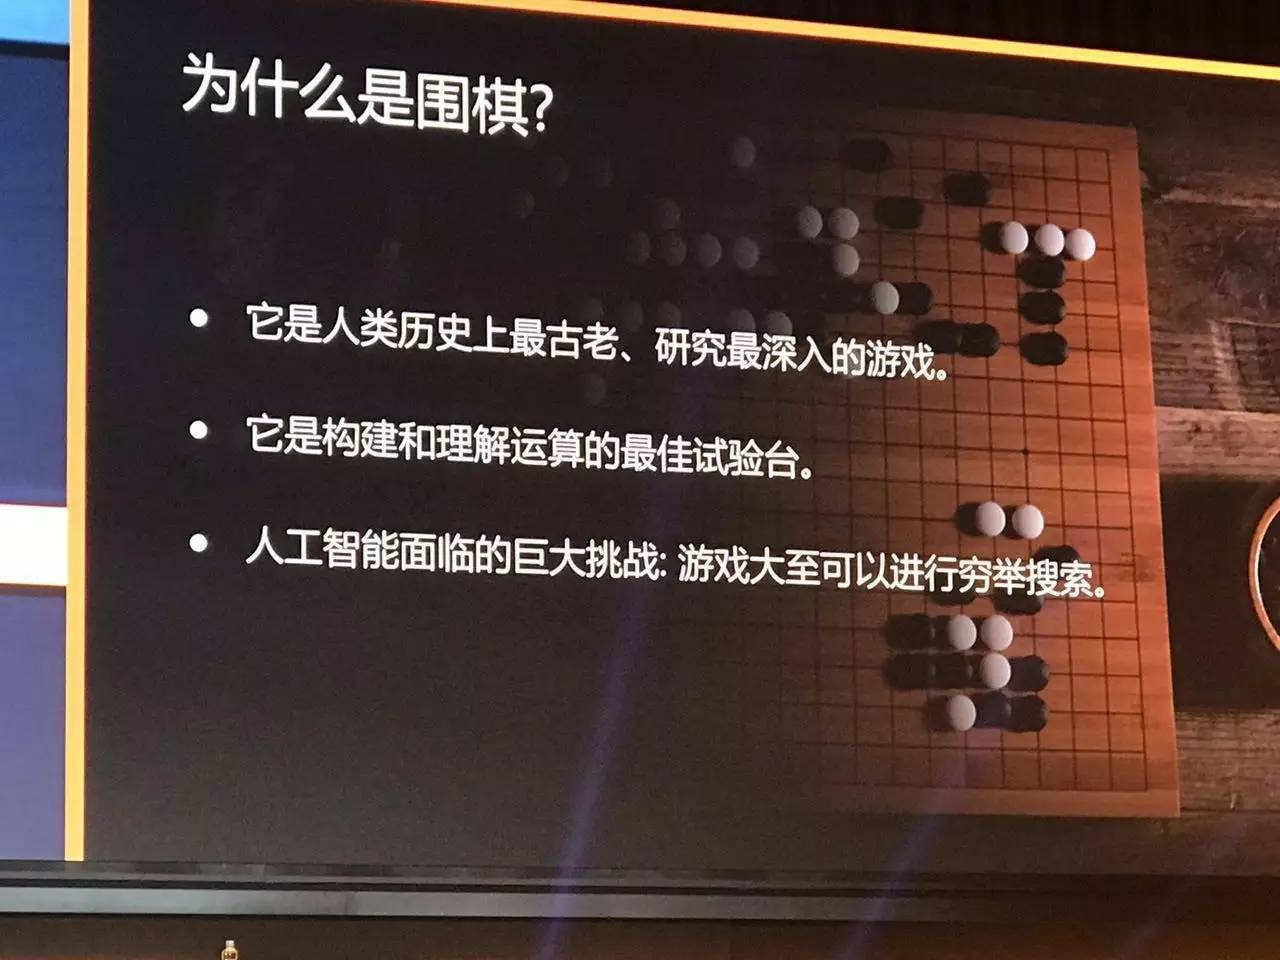 为什么是围棋?
它是人类历史上最古老、研究最深入的游戏。
它是构建和理解运算的最佳试验台。
人工智能面临的巨大挑战: 游戏大至可以进行穷举搜索。